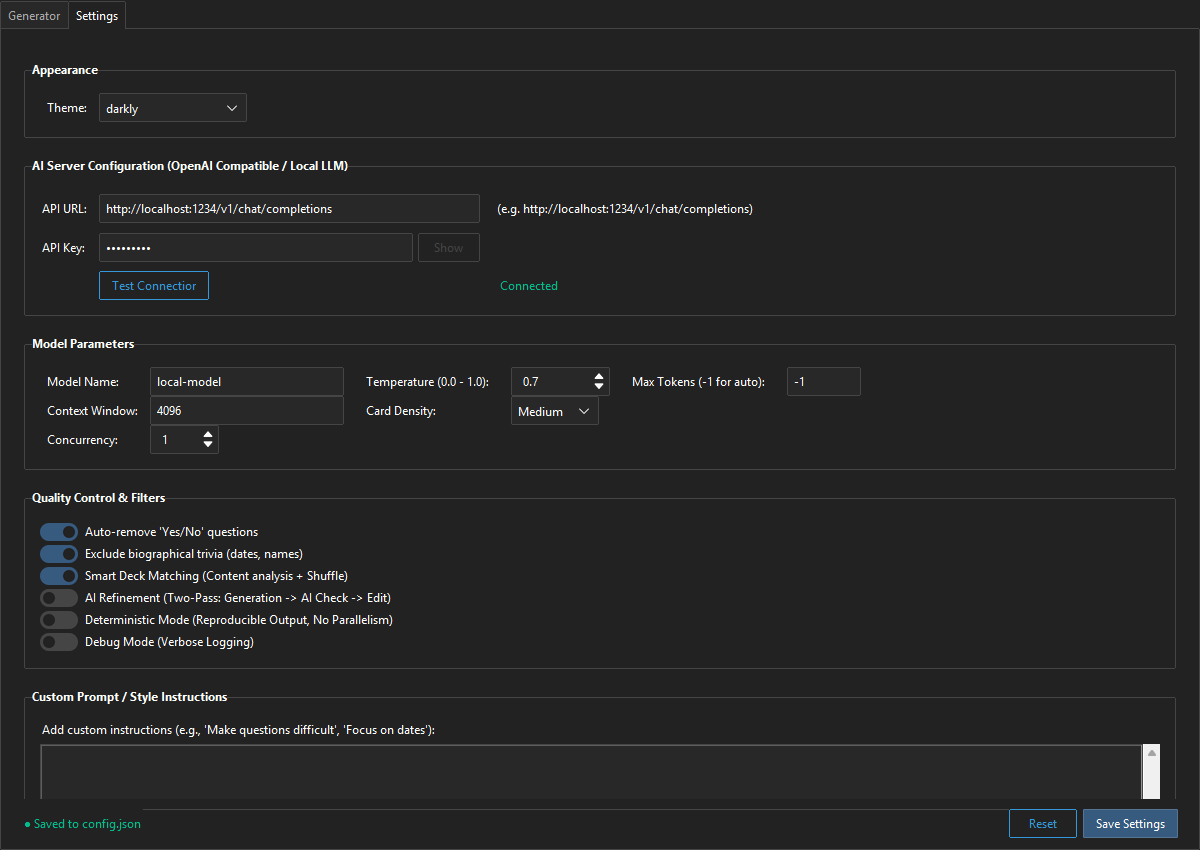 Generator Settings
Appearance
Theme: darkly
AI Server Configuration (OpenAI Compatible / Local LLM)
API URL: http://localhost:1234/v1/chat/completions (e.g. http://localhost:1234/v1/chat/completions)
API Key: ••••••••• Show
Test Connection Connected
Model Parameters
Model Name: local-model Temperature (0.0 - 1.0): 0.7 Max Tokens (-1 for auto): -1
Context Window: 4096 Card Density: Medium
Concurrency: 1
Quality Control & Filters
Auto-remove 'Yes/No' questions
Exclude biographical trivia (dates, names)
Smart Deck Matching (Content analysis + Shuffle)
AI Refinement (Two-Pass: Generation -> AI Check -> Edit)
Deterministic Mode (Reproducible Output, No Parallelism)
Debug Mode (Verbose Logging)
Custom Prompt / Style Instructions
Add custom instructions (e.g., 'Make questions difficult', 'Focus on dates'):
● Saved to config.json Reset Save Settings